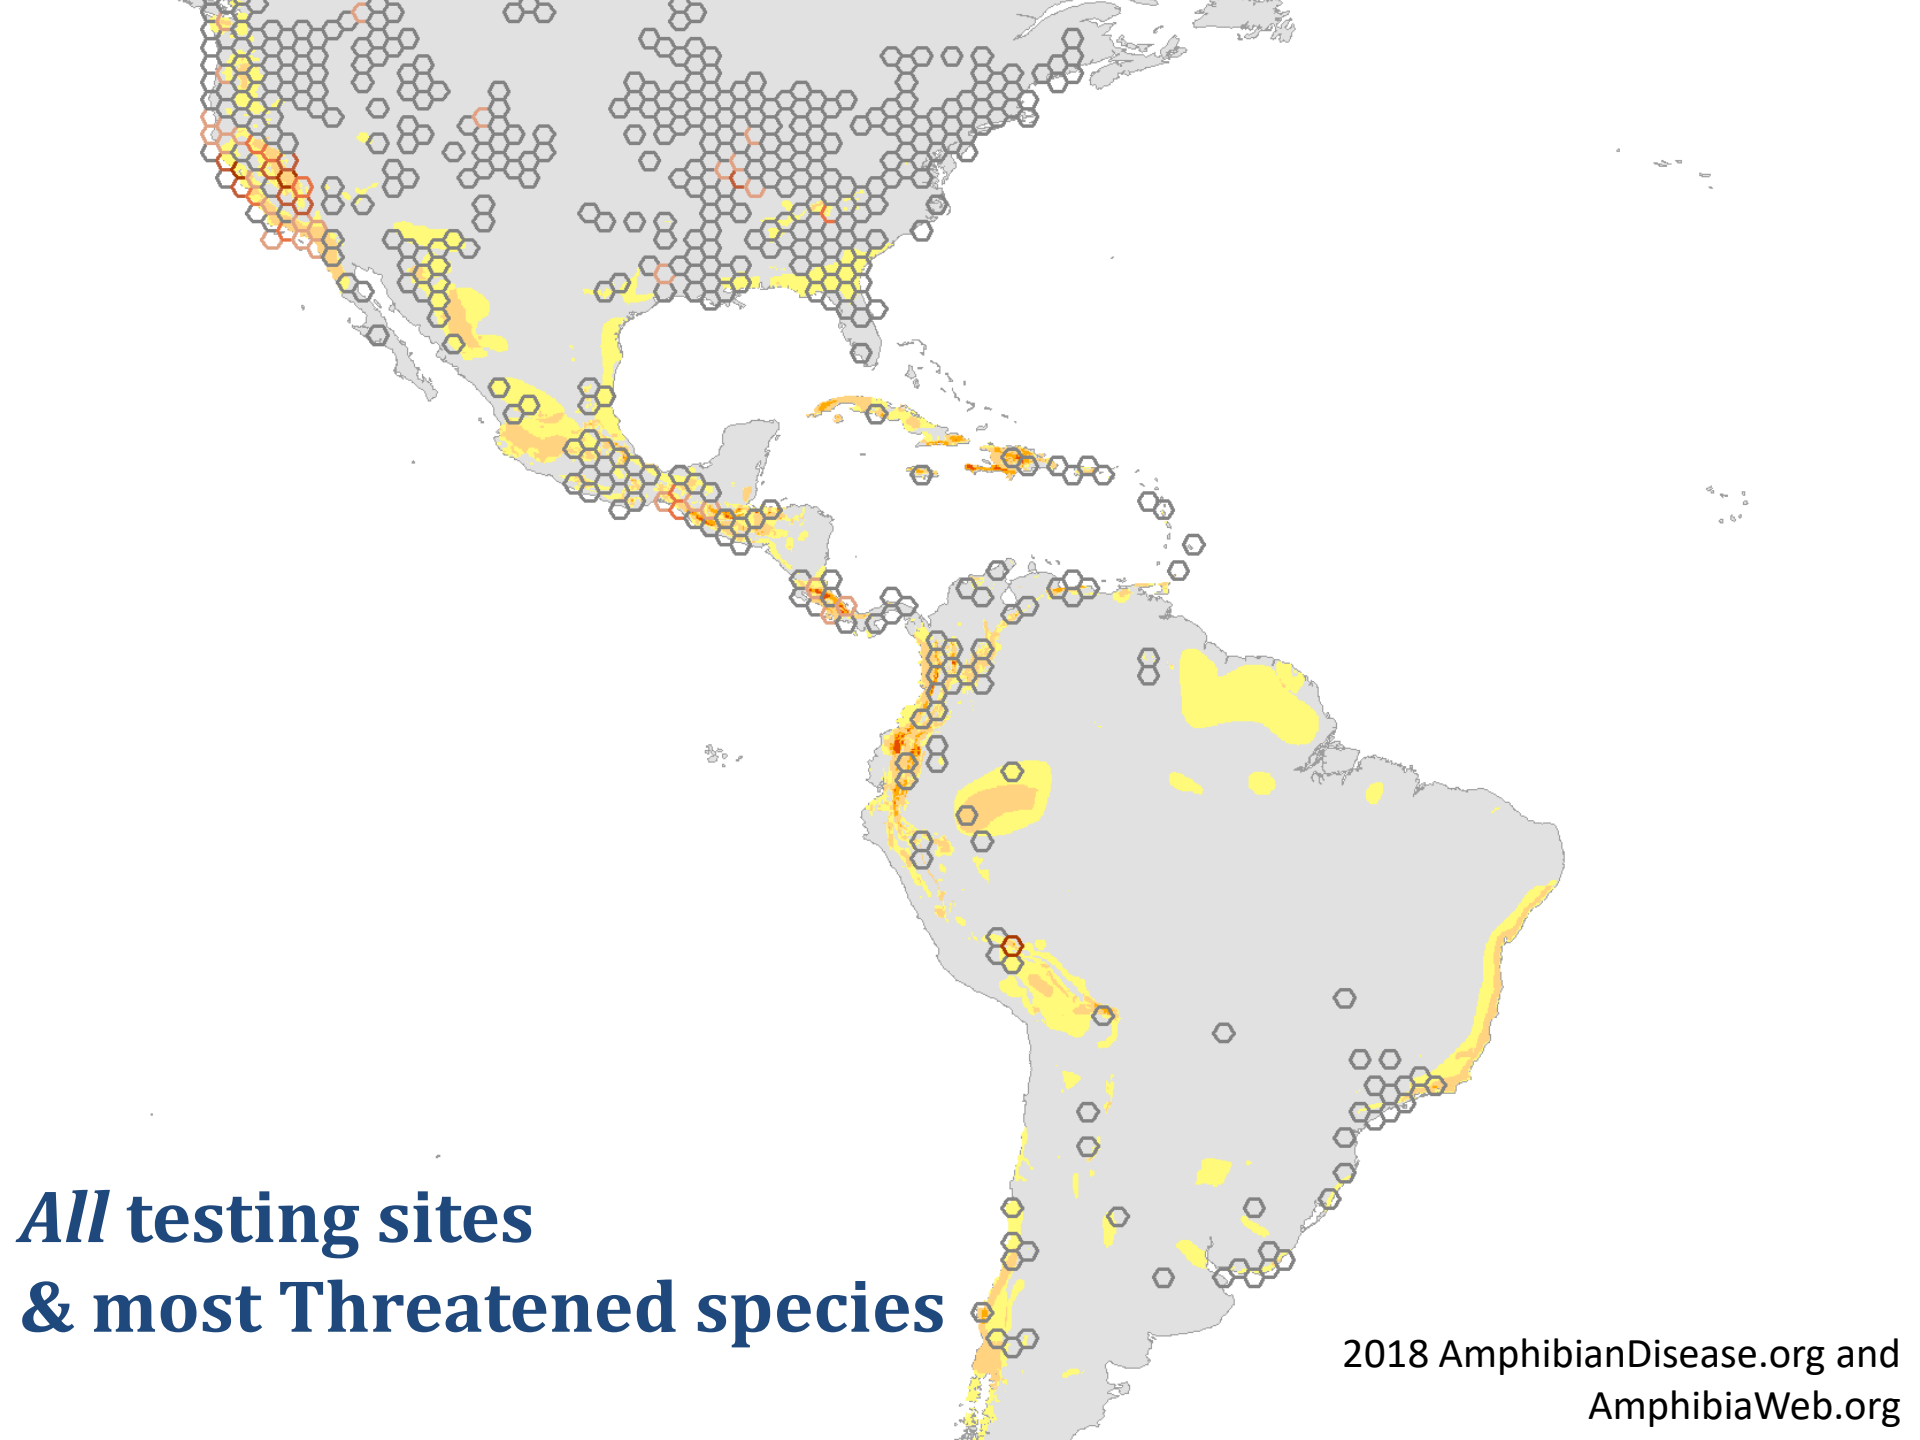 All testing sites
& most Threatened species
2018 AmphibianDisease.org and
AmphibiaWeb.org